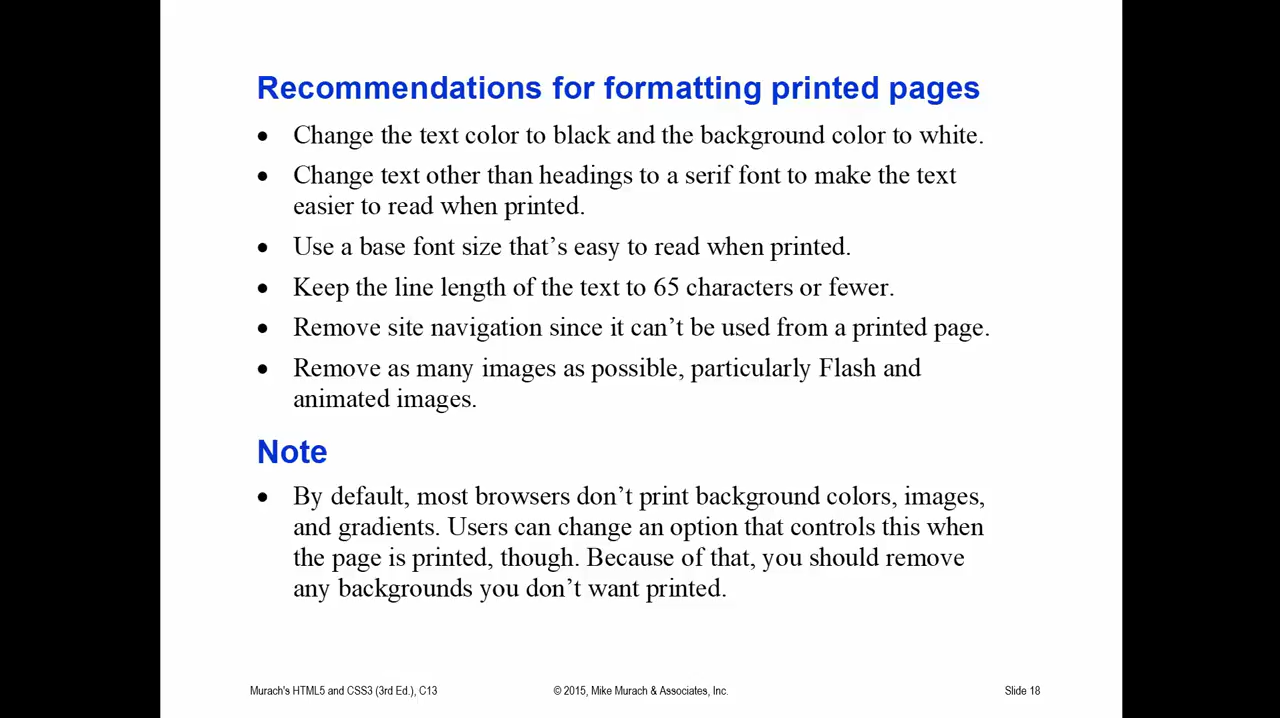 Recommendations for formatting printed pages
• Change the text color to black and the background color to white.
• Change text other than headings to a serif font to make the text
easier to read when printed.
• Use a base font size that’s easy to read when printed.
• Keep the line length of the text to 65 characters or fewer.
• Remove site navigation since it can’t be used from a printed page.
• Remove as many images as possible, particularly Flash and
animated images.
Note
• By default, most browsers don’t print background colors, images,
and gradients. Users can change an option that controls this when
the page is printed, though. Because of that, you should remove
any backgrounds you don’t want printed.
Murach's HTML5 and CSS3 (3rd Ed.), C13 © 2015, Mike Murach & Associates, Inc. Slide 18